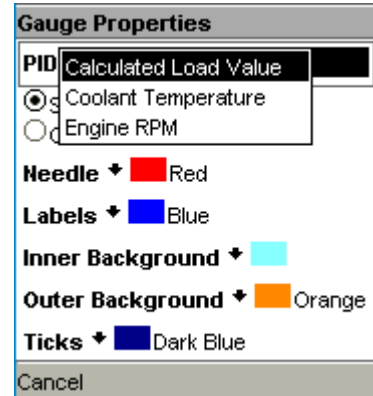 Gauge Properties
PID Calculated Load Value
Coolant Temperature
Engine RPM
Needle Red
Labels Blue
Inner Background
Outer Background Orange
Ticks Dark Blue
Cancel